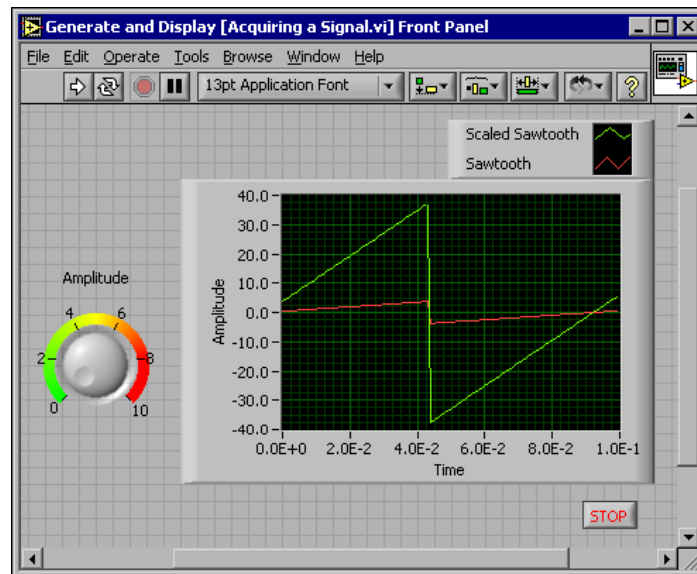 Generate and Display [Acquiring a Signal.vi] Front Panel
File Edit Operate Tools Browse Window Help
13pt Application Font
Scaled Sawtooth
Sawtooth
Amplitude
0 2 4 6 8 10
Amplitude
40.0
30.0
20.0
10.0
0.0
-10.0
-20.0
-30.0
-40.0
0.0E+0 2.0E-2 4.0E-2 6.0E-2 8.0E-2 1.0E-1
Time
STOP